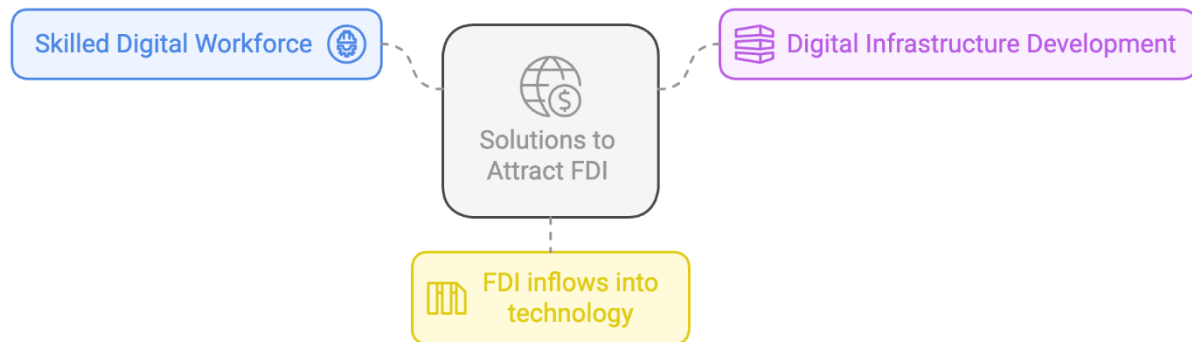 Skilled Digital Workforce
Digital Infrastructure Development
$
Solutions to
Attract FDI
FDI inflows into
technology